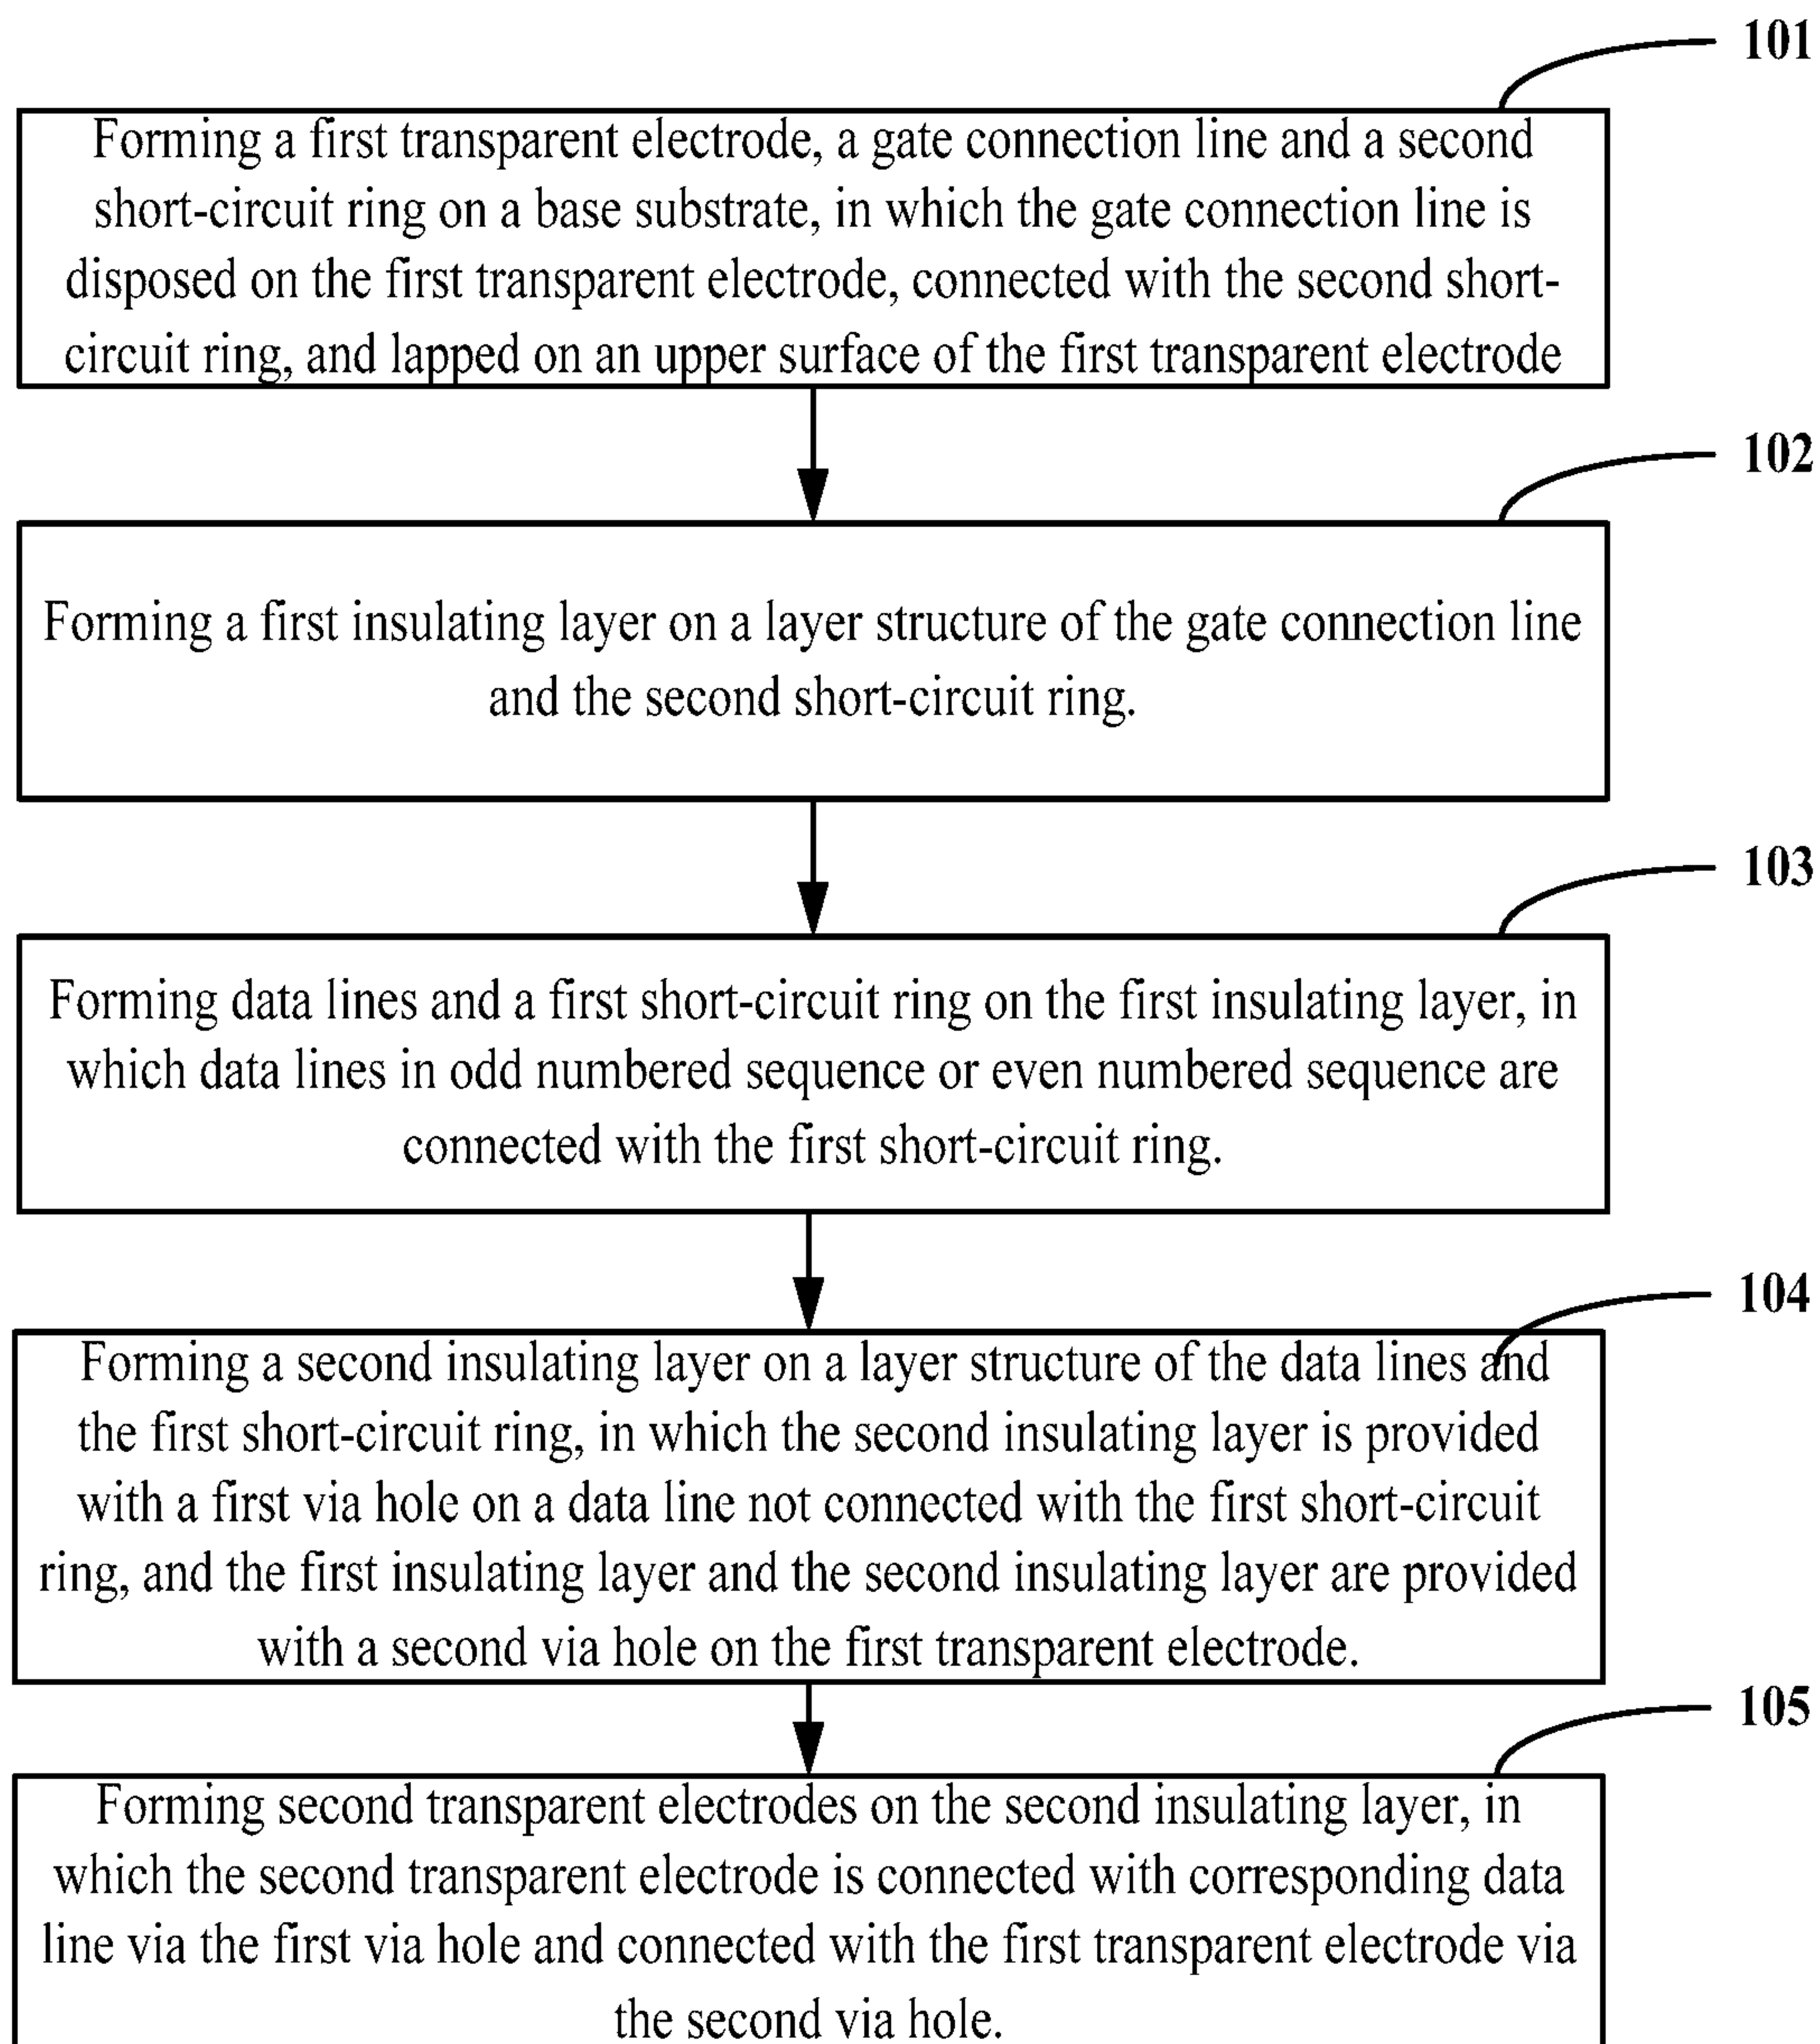 101
Forming a first transparent electrode, a gate connection line and a second
short-circuit ring on a base substrate, in which the gate connection line is
disposed on the first transparent electrode, connected with the second short-
circuit ring, and lapped on an upper surface of the first transparent electrode
102
Forming a first insulating layer on a layer structure of the gate connection line
and the second short-circuit ring.
103
Forming data lines and a first short-circuit ring on the first insulating layer, in
which data lines in odd numbered sequence or even numbered sequence are
connected with the first short-circuit ring.
104
Forming a second insulating layer on a layer structure of the data lines and
the first short-circuit ring, in which the second insulating layer is provided
with a first via hole on a data line not connected with the first short-circuit
ring, and the first insulating layer and the second insulating layer are provided
with a second via hole on the first transparent electrode.
105
Forming second transparent electrodes on the second insulating layer, in
which the second transparent electrode is connected with corresponding data
line via the first via hole and connected with the first transparent electrode via
the second via hole.